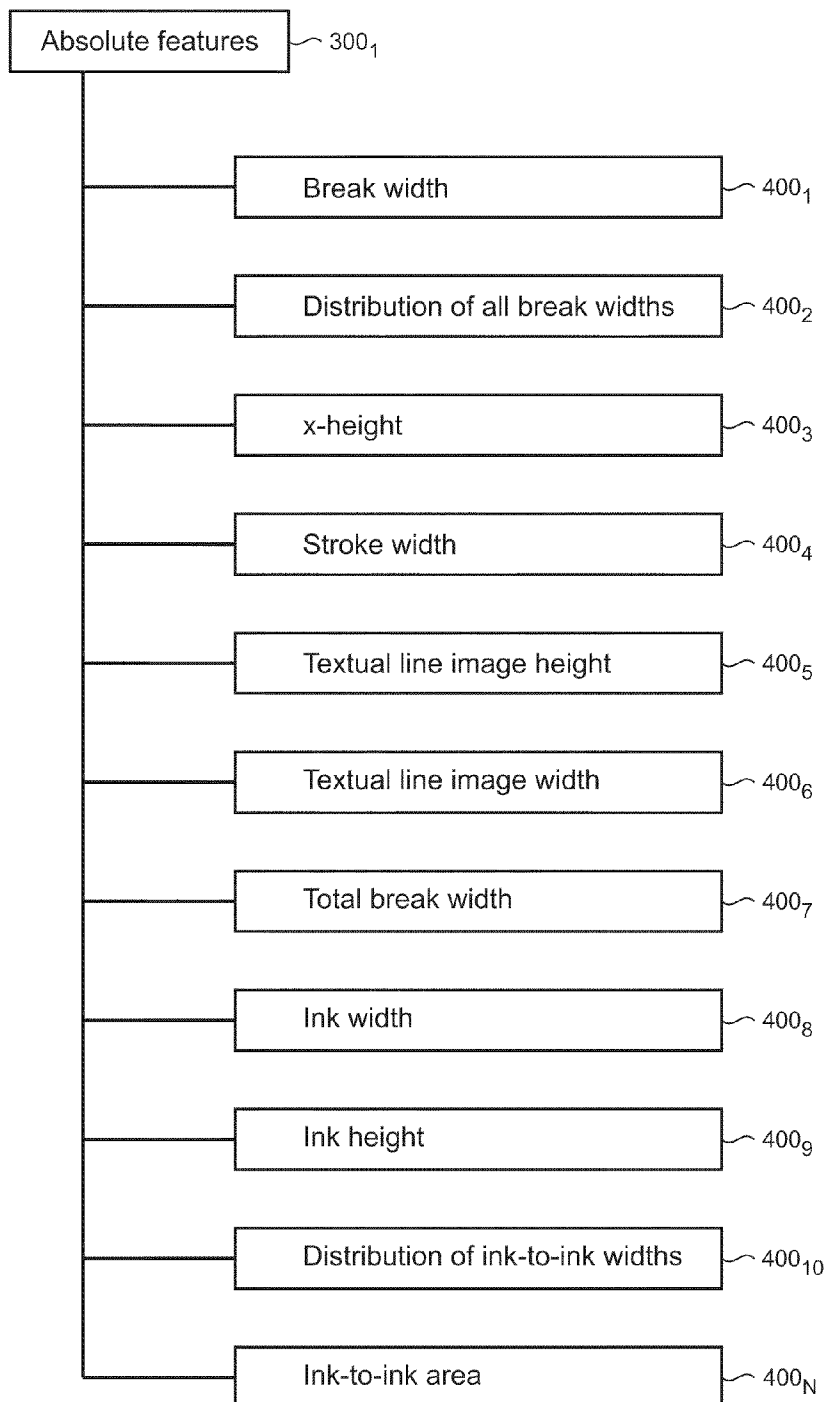 Absolute features 300₁
Break width 400₁
Distribution of all break widths 400₂
x-height 400₃
Stroke width 400₄
Textual line image height 400₅
Textual line image width 400₆
Total break width 400₇
Ink width 400₈
Ink height 400₉
Distribution of ink-to-ink widths 400₁₀
Ink-to-ink area 400_N